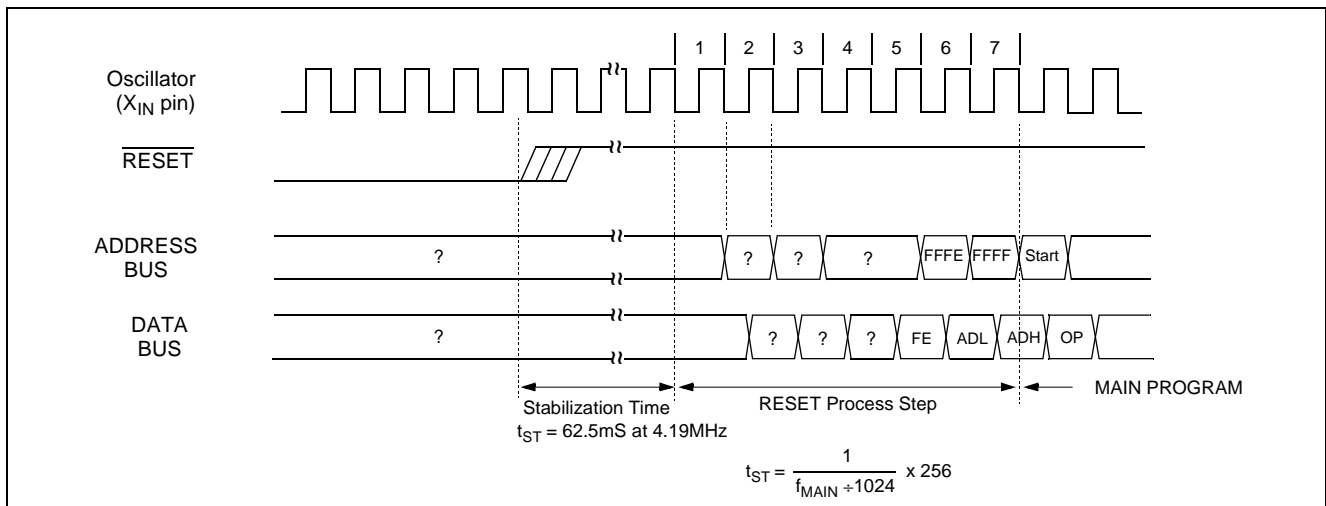 1 2 3 4 5 6 7
Oscillator
(XIN pin)
RESET
ADDRESS
BUS
? ? ? ? FFFE FFFF Start
DATA
BUS
? ? ? ? FE ADL ADH OP
Stabilization Time
tST = 62.5mS at 4.19MHz
RESET Process Step
MAIN PROGRAM
tST = 1 / fMAIN ÷1024 x 256